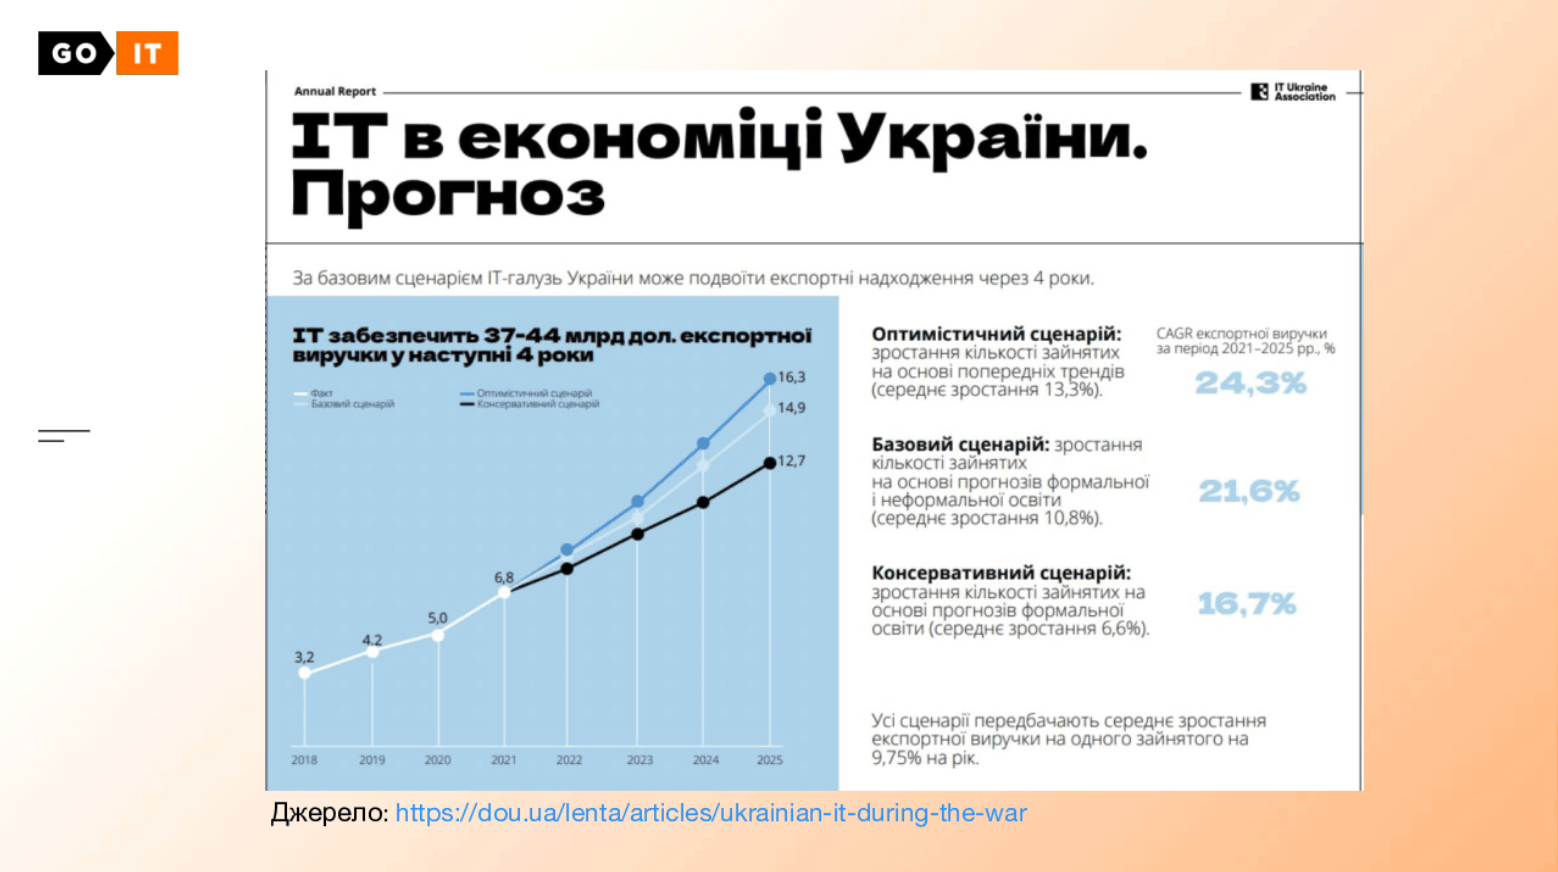 GO IT
Annual Report
IT Ukraine
Association
IT в економіці України.
Прогноз
За базовим сценарієм ІТ-галузь України може подвоїти експортні надходження через 4 роки.
IT забезпечить 37-44 млрд дол. експортної
виручки у наступні 4 роки
Факт
Базовий сценарій
Оптимістичний сценарій
Консервативний сценарій
16,3
14,9
12,7
6,8
5,0
4,2
3,2
2018 2019 2020 2021 2022 2023 2024 2025
Оптимістичний сценарій:
зростання кількості зайнятих
на основі попередніх трендів
(середнє зростання 13,3%).
CAGR експортної виручки
за період 2021–2025 рр., %
24,3%
Базовий сценарій: зростання
кількості зайнятих
на основі прогнозів формальної
і неформальної освіти
(середнє зростання 10,8%).
21,6%
Консервативний сценарій:
зростання кількості зайнятих на
основі прогнозів формальної
освіти (середнє зростання 6,6%).
16,7%
Усі сценарії передбачають середнє зростання
експортної виручки на одного зайнятого на
9,75% на рік.
Джерело: https://dou.ua/lenta/articles/ukrainian-it-during-the-war